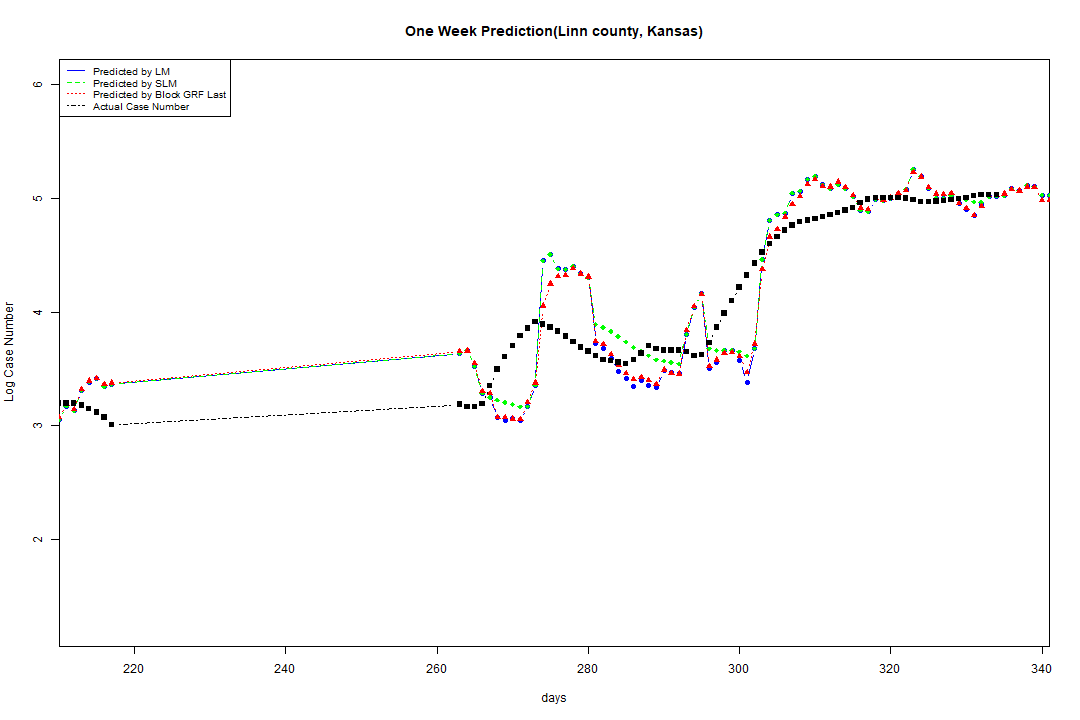 One Week Prediction(Linn county, Kansas)
Predicted by LM
Predicted by SLM
Predicted by Block GRF Last
Actual Case Number
6
5
4
3
2
Log Case Number
220 240 260 280 300 320 340
days